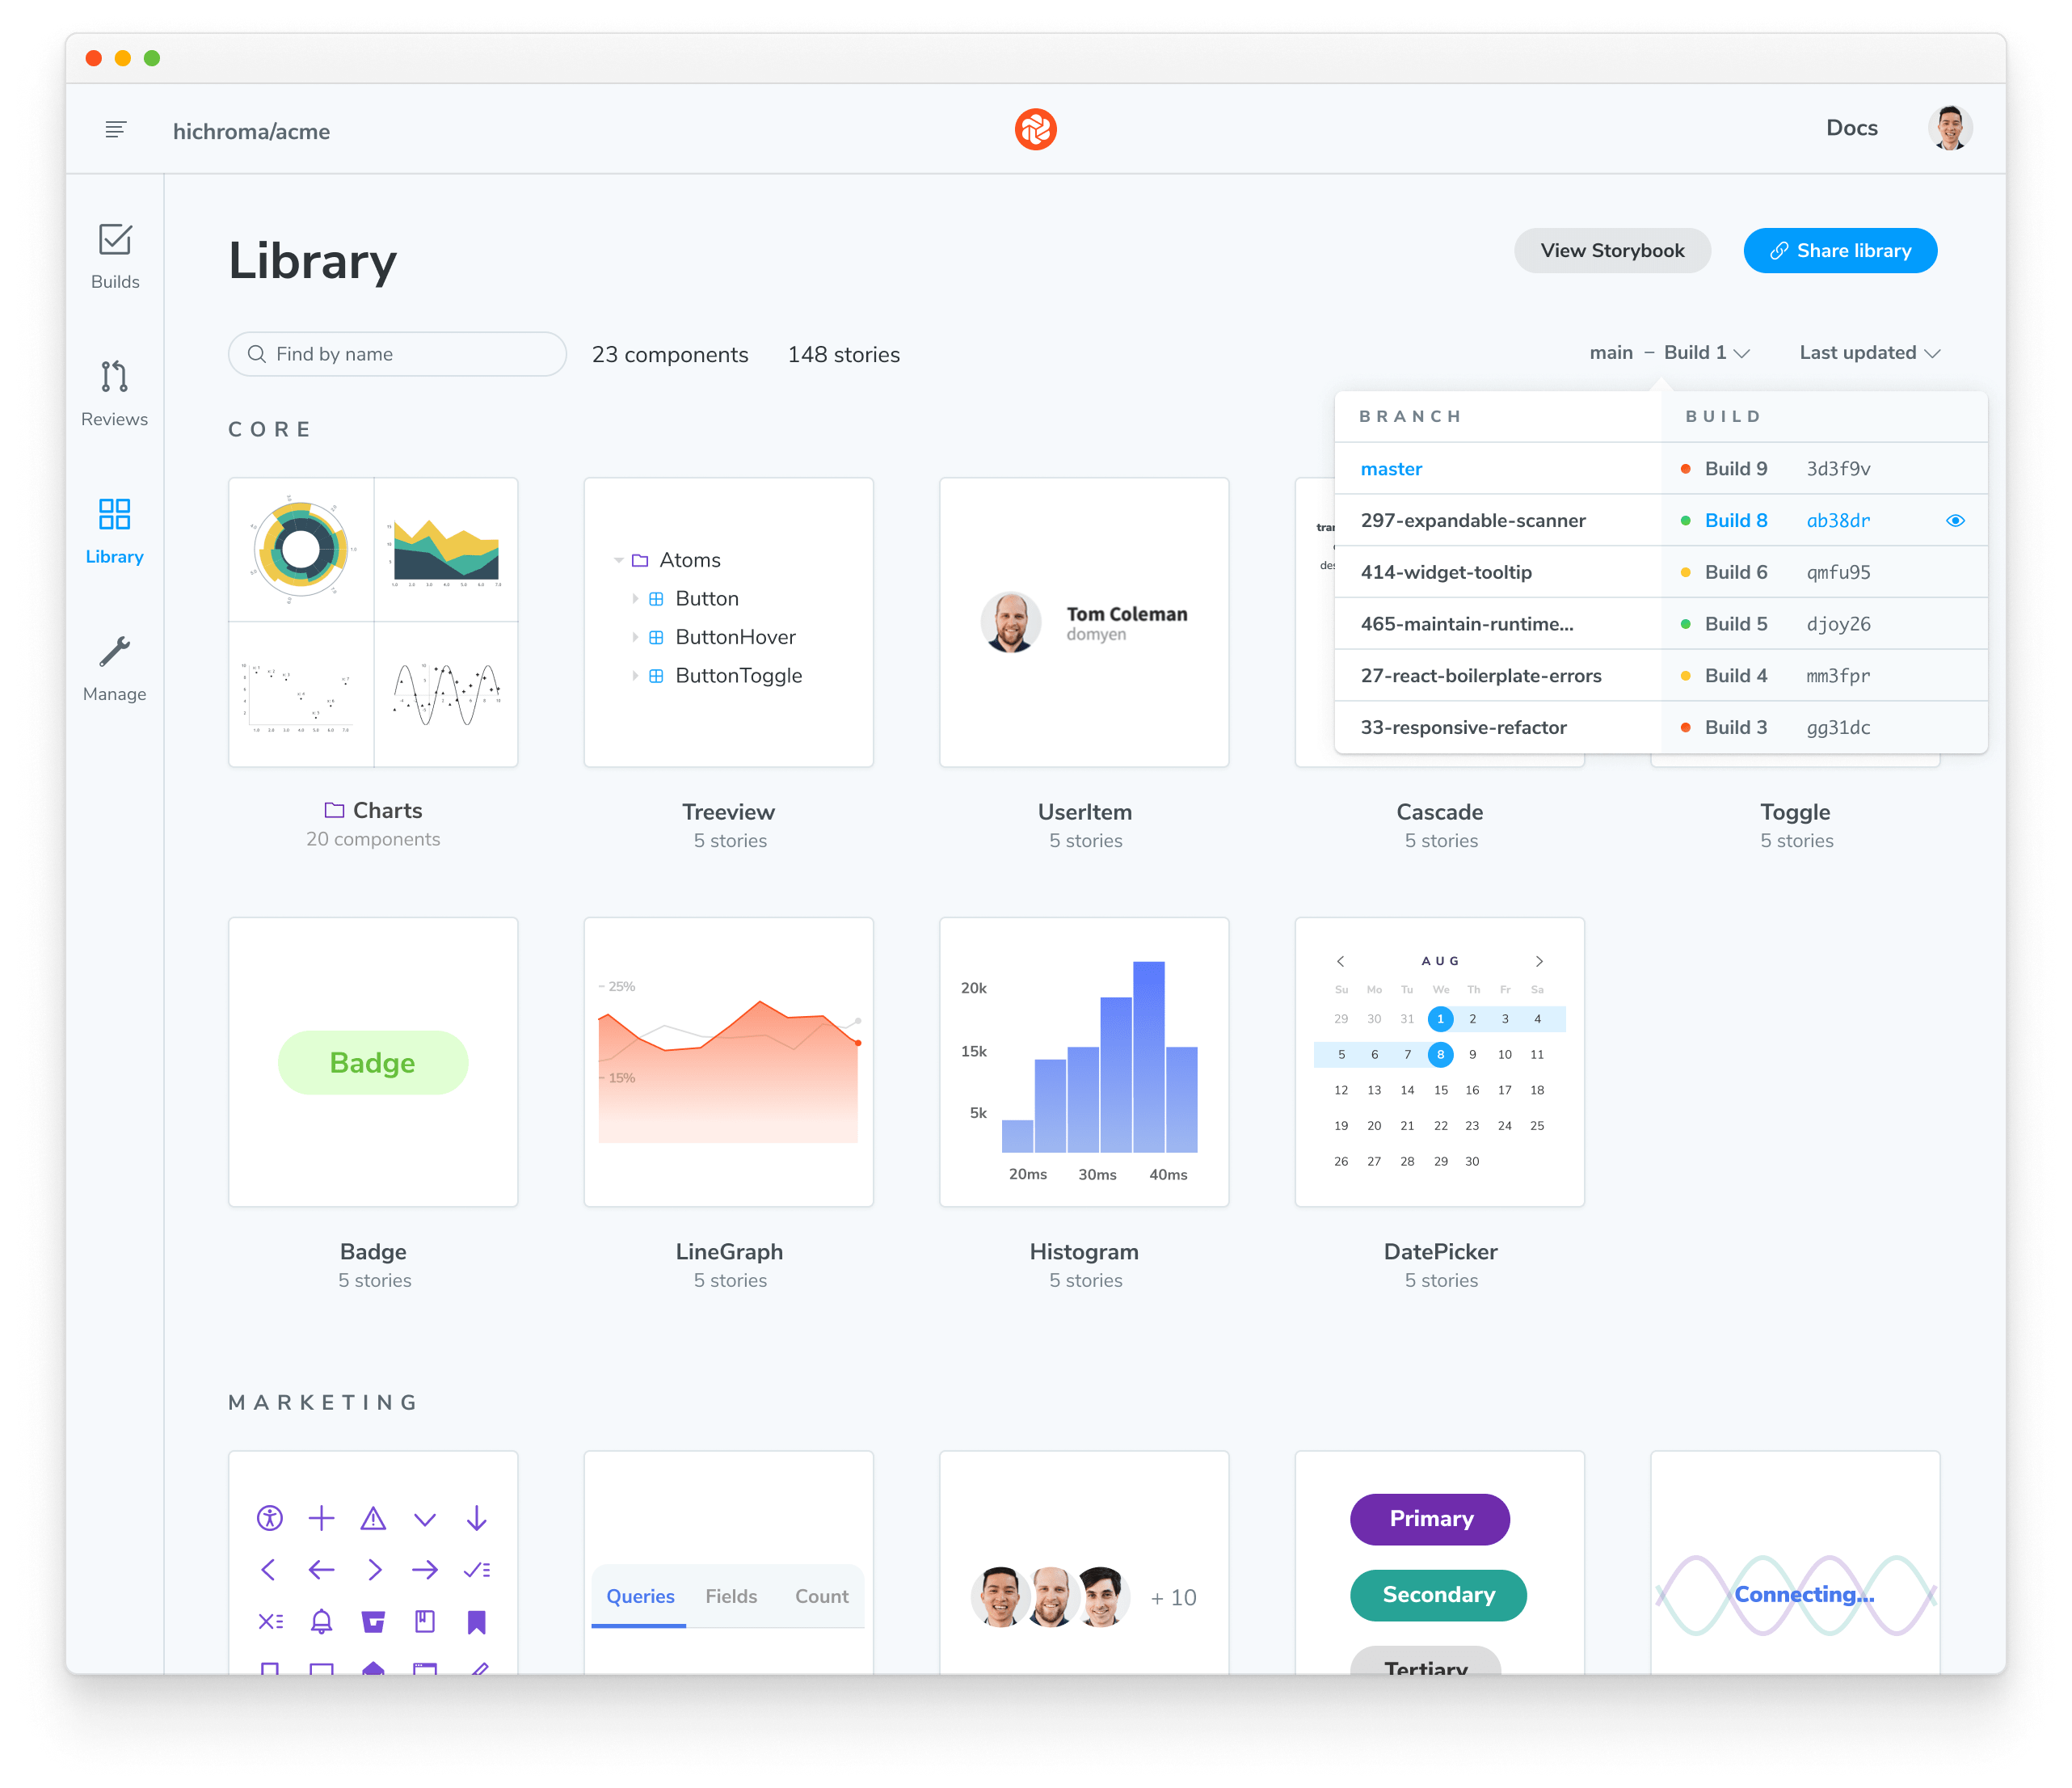 hichroma/acme
Docs
Builds
Reviews
Library
Manage
Library
View Storybook
Share library
Find by name
23 components
148 stories
main – Build 1
Last updated
BRANCH BUILD
master Build 9 3d3f9v
297-expandable-scanner Build 8 ab38dr
414-widget-tooltip Build 6 qmfu95
465-maintain-runtime... Build 5 djoy26
27-react-boilerplate-errors Build 4 mm3fpr
33-responsive-refactor Build 3 gg31dc
CORE
Atoms
Button
ButtonHover
ButtonToggle
Tom Coleman
domyen
Charts
20 components
Treeview
5 stories
UserItem
5 stories
Cascade
5 stories
Toggle
5 stories
Badge
25%
15%
20k
15k
5k
20ms 30ms 40ms
AUG
Su Mo Tu We Th Fr Sa
29 30 31 1 2 3 4
5 6 7 8 9 10 11
12 13 14 15 16 17 18
19 20 21 22 23 24 25
26 27 28 29 30
Badge
5 stories
LineGraph
5 stories
Histogram
5 stories
DatePicker
5 stories
MARKETING
Queries Fields Count
+ 10
Primary
Secondary
Tertiary
Connecting...